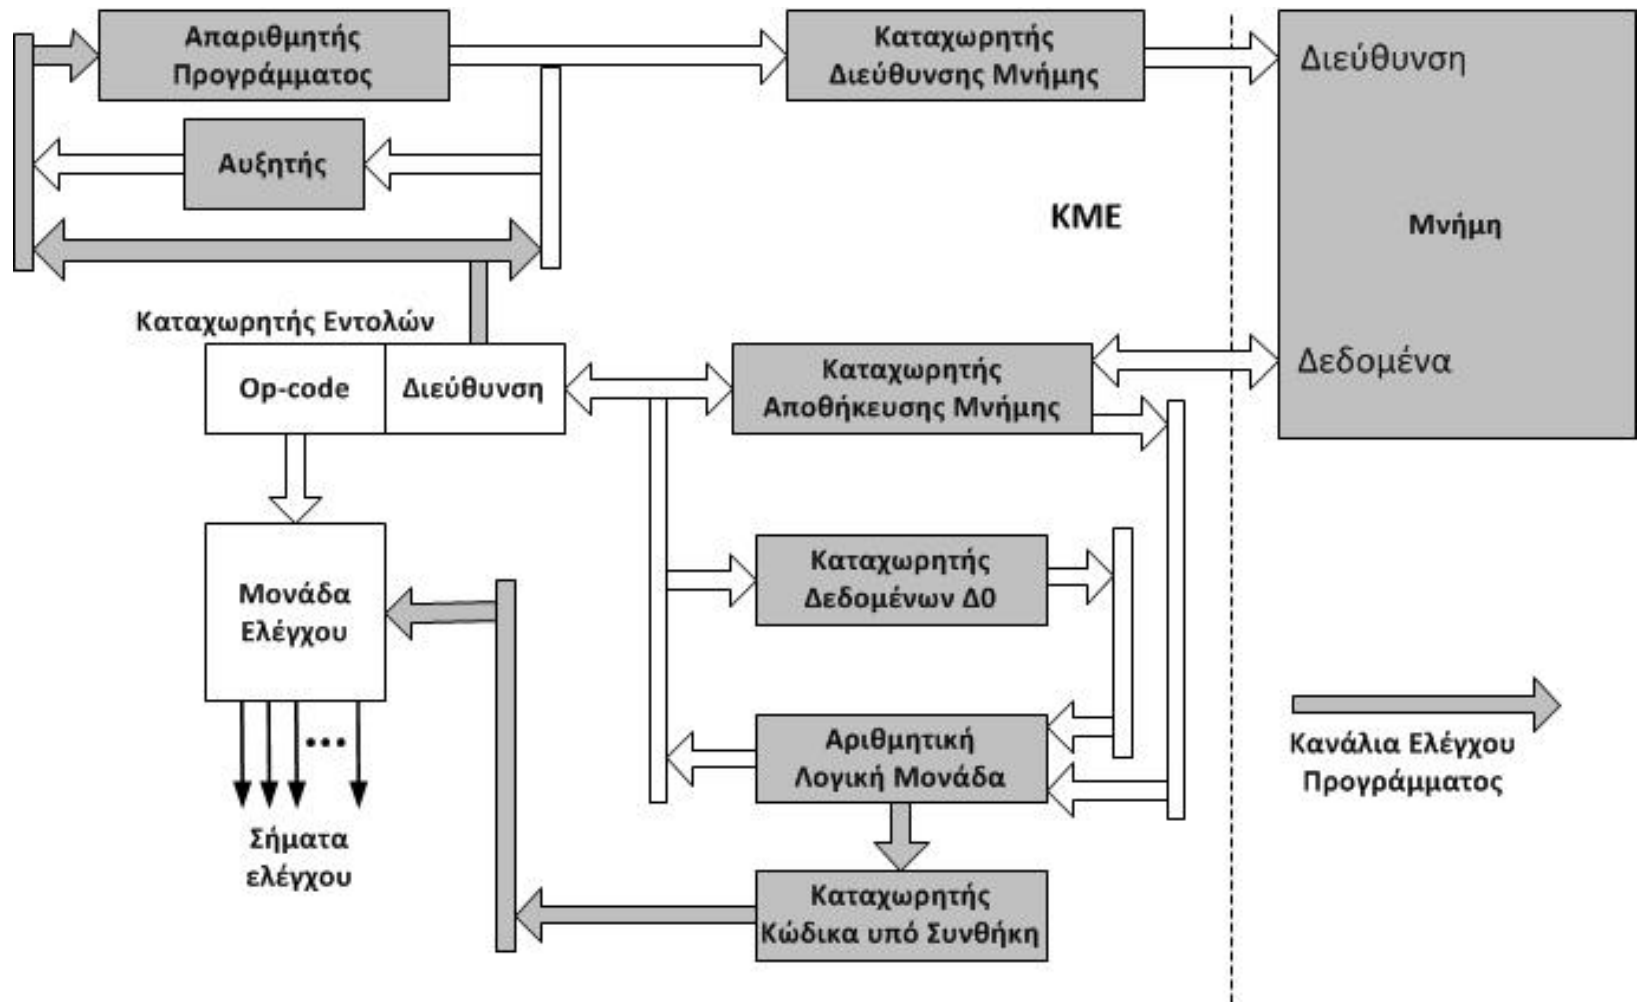 Απαριθμητής
Προγράμματος
Καταχωρητής
Διεύθυνσης Μνήμης
Διεύθυνση
Αυξητής
ΚΜΕ
Μνήμη
Καταχωρητής Εντολών
Op-code
Διεύθυνση
Καταχωρητής
Αποθήκευσης Μνήμης
Δεδομένα
Μονάδα
Ελέγχου
Καταχωρητής
Δεδομένων Δ0
Αριθμητική
Λογική Μονάδα
Κανάλια Ελέγχου
Προγράμματος
Σήματα
ελέγχου
Καταχωρητής
Κώδικα υπό Συνθήκη